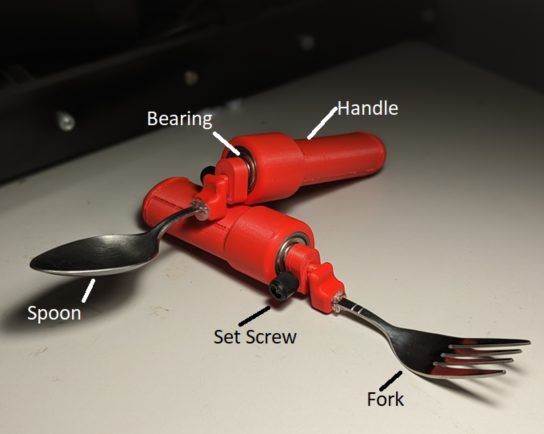 Bearing
Handle
Spoon
Set Screw
Fork